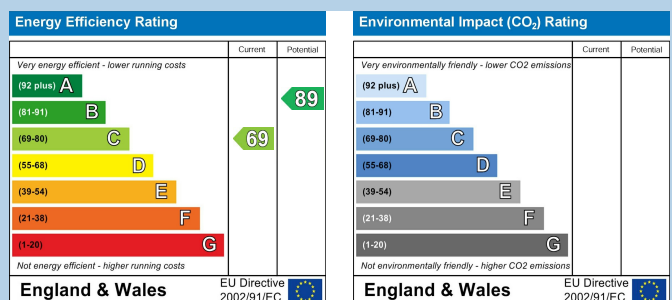 Energy Efficiency Rating
Current Potential
Very energy efficient - lower running costs
(92 plus) A
(81-91) B
89
(69-80) C
69
(55-68) D
(39-54) E
(21-38) F
(1-20) G
Not energy efficient - higher running costs
England & Wales
EU Directive
2002/91/EC
Environmental Impact (CO₂) Rating
Current Potential
Very environmentally friendly - lower CO2 emissions
(92 plus) A
(81-91) B
(69-80) C
(55-68) D
(39-54) E
(21-38) F
(1-20) G
Not environmentally friendly - higher CO2 emissions
England & Wales
EU Directive
2002/91/EC